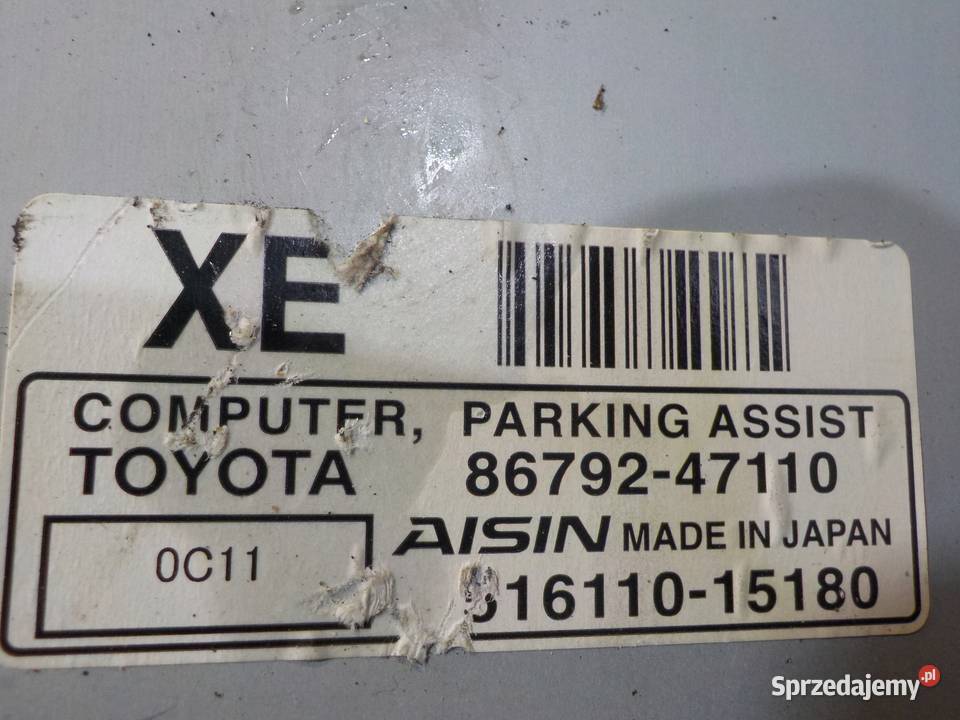 XE
COMPUTER, PARKING ASSIST
TOYOTA 86792-47110
0C11
AISIN MADE IN JAPAN
16110-15180
Sprzedajemy.pl